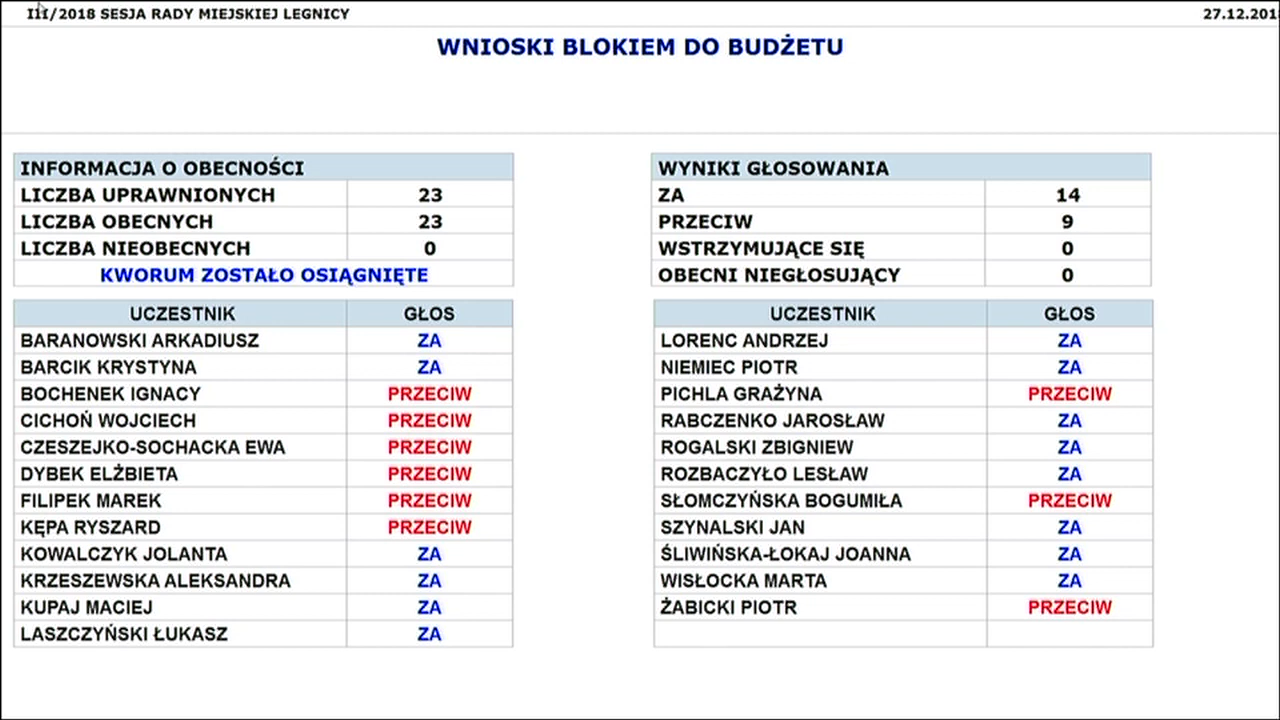 III/2018 SESJA RADY MIEJSKIEJ LEGNICY
27.12.201
WNIOSKI BLOKIEM DO BUDŻETU
INFORMACJA O OBECNOŚCI
LICZBA UPRAWNIONYCH 23
LICZBA OBECNYCH 23
LICZBA NIEOBECNYCH 0
KWORUM ZOSTAŁO OSIĄGNIĘTE
WYNIKI GŁOSOWANIA
ZA 14
PRZECIW 9
WSTRZYMUJĄCE SIĘ 0
OBECNI NIEGŁOSUJĄCY 0
UCZESTNIK GŁOS
BARANOWSKI ARKADIUSZ ZA
BARCIK KRYSTYNA ZA
BOCHENEK IGNACY PRZECIW
CICHOŃ WOJCIECH PRZECIW
CZESZEJKO-SOCHACKA EWA PRZECIW
DYBEK ELŻBIETA PRZECIW
FILIPEK MAREK PRZECIW
KĘPA RYSZARD PRZECIW
KOWALCZYK JOLANTA ZA
KRZESZEWSKA ALEKSANDRA ZA
KUPAJ MACIEJ ZA
LASZCZYŃSKI ŁUKASZ ZA
UCZESTNIK GŁOS
LORENC ANDRZEJ ZA
NIEMIEC PIOTR ZA
PICHLA GRAŻYNA PRZECIW
RABCZENKO JAROSŁAW ZA
ROGALSKI ZBIGNIEW ZA
ROZBACZYŁO LESŁAW ZA
SŁOMCZYŃSKA BOGUMIŁA PRZECIW
SZYNALSKI JAN ZA
ŚLIWIŃSKA-ŁOKAJ JOANNA ZA
WISŁOCKA MARTA ZA
ŻABICKI PIOTR PRZECIW